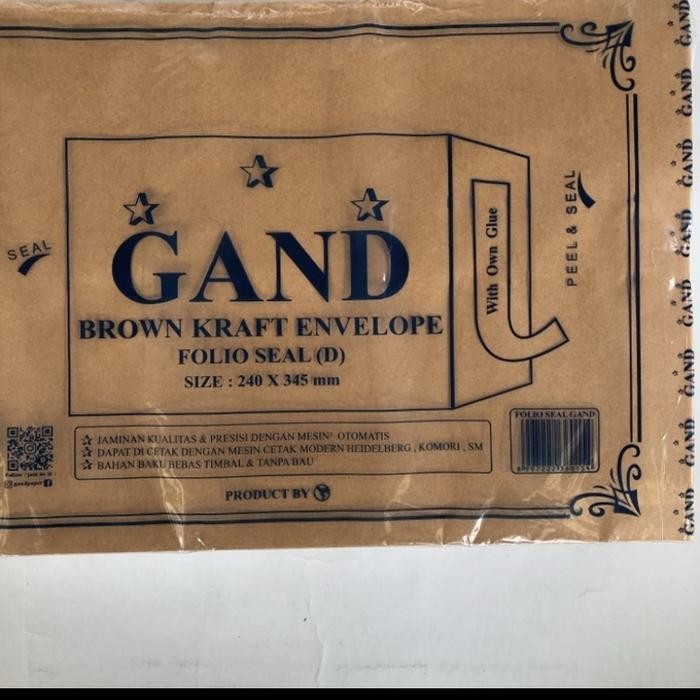 GAND
BROWN KRAFT ENVELOPE
FOLIO SEAL (D)
SIZE : 240 X 345 mm
With Own Glue
SEAL
PEEL & SEAL
JAMINAN KUALITAS & PRESISI DENGAN MESIN² OTOMATIS
DAPAT DI CETAK DENGAN MESIN CETAK MODERN HEIDELBERG , KOMORI , SM
BAHAN BAKU BEBAS TIMBAL & TANPA BAU
PRODUCT BY
FOLIO SEAL GAND
gandpaper
GAND
GAND
GAND
GAND
GAND
GAND
GAND
GAND